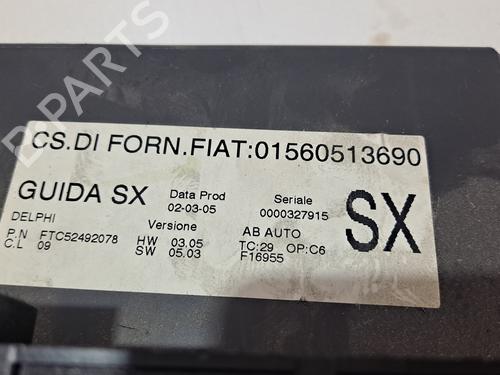 CS.DI FORN.FIAT:01560513690
GUIDA SX Data Prod 02-03-05 Seriale 0000327915 SX
DELPHI Versione AB AUTO
P.N FTC52492078 HW 03.05 TC:29 OP:C6
C.L 09 SW 05.03 F16955
B-PARTS